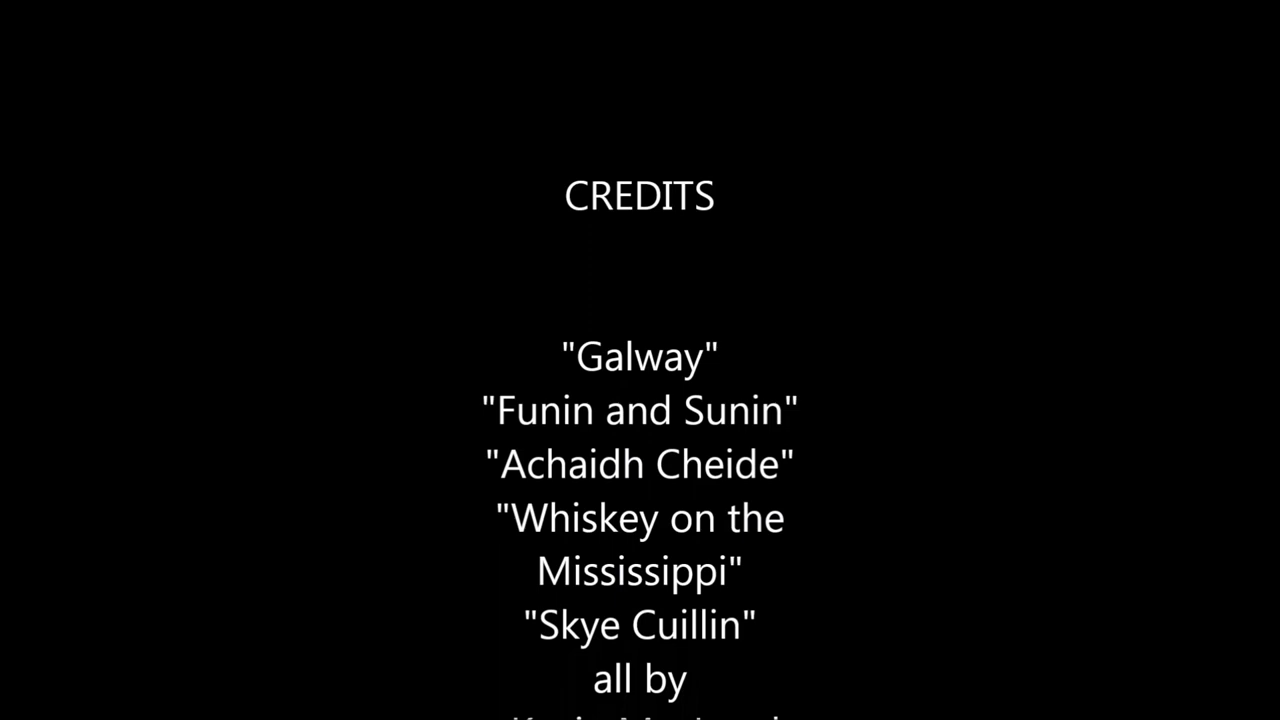 CREDITS
"Galway"
"Funin and Sunin"
"Achaidh Cheide"
"Whiskey on the
Mississippi"
"Skye Cuillin"
all by